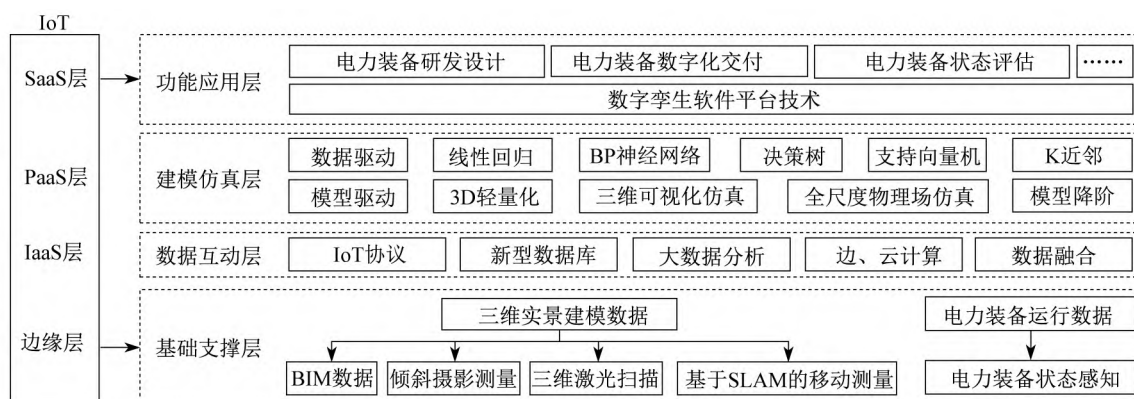 IoT
SaaS层
功能应用层
电力装备研发设计 电力装备数字化交付 电力装备状态评估 ……
数字孪生软件平台技术
PaaS层
建模仿真层
数据驱动 线性回归 BP神经网络 决策树 支持向量机 K近邻
模型驱动 3D轻量化 三维可视化仿真 全尺度物理场仿真 模型降阶
IaaS层
数据互动层
IoT协议 新型数据库 大数据分析 边、云计算 数据融合
边缘层
基础支撑层
三维实景建模数据 电力装备运行数据
BIM数据 倾斜摄影测量 三维激光扫描 基于SLAM的移动测量 电力装备状态感知